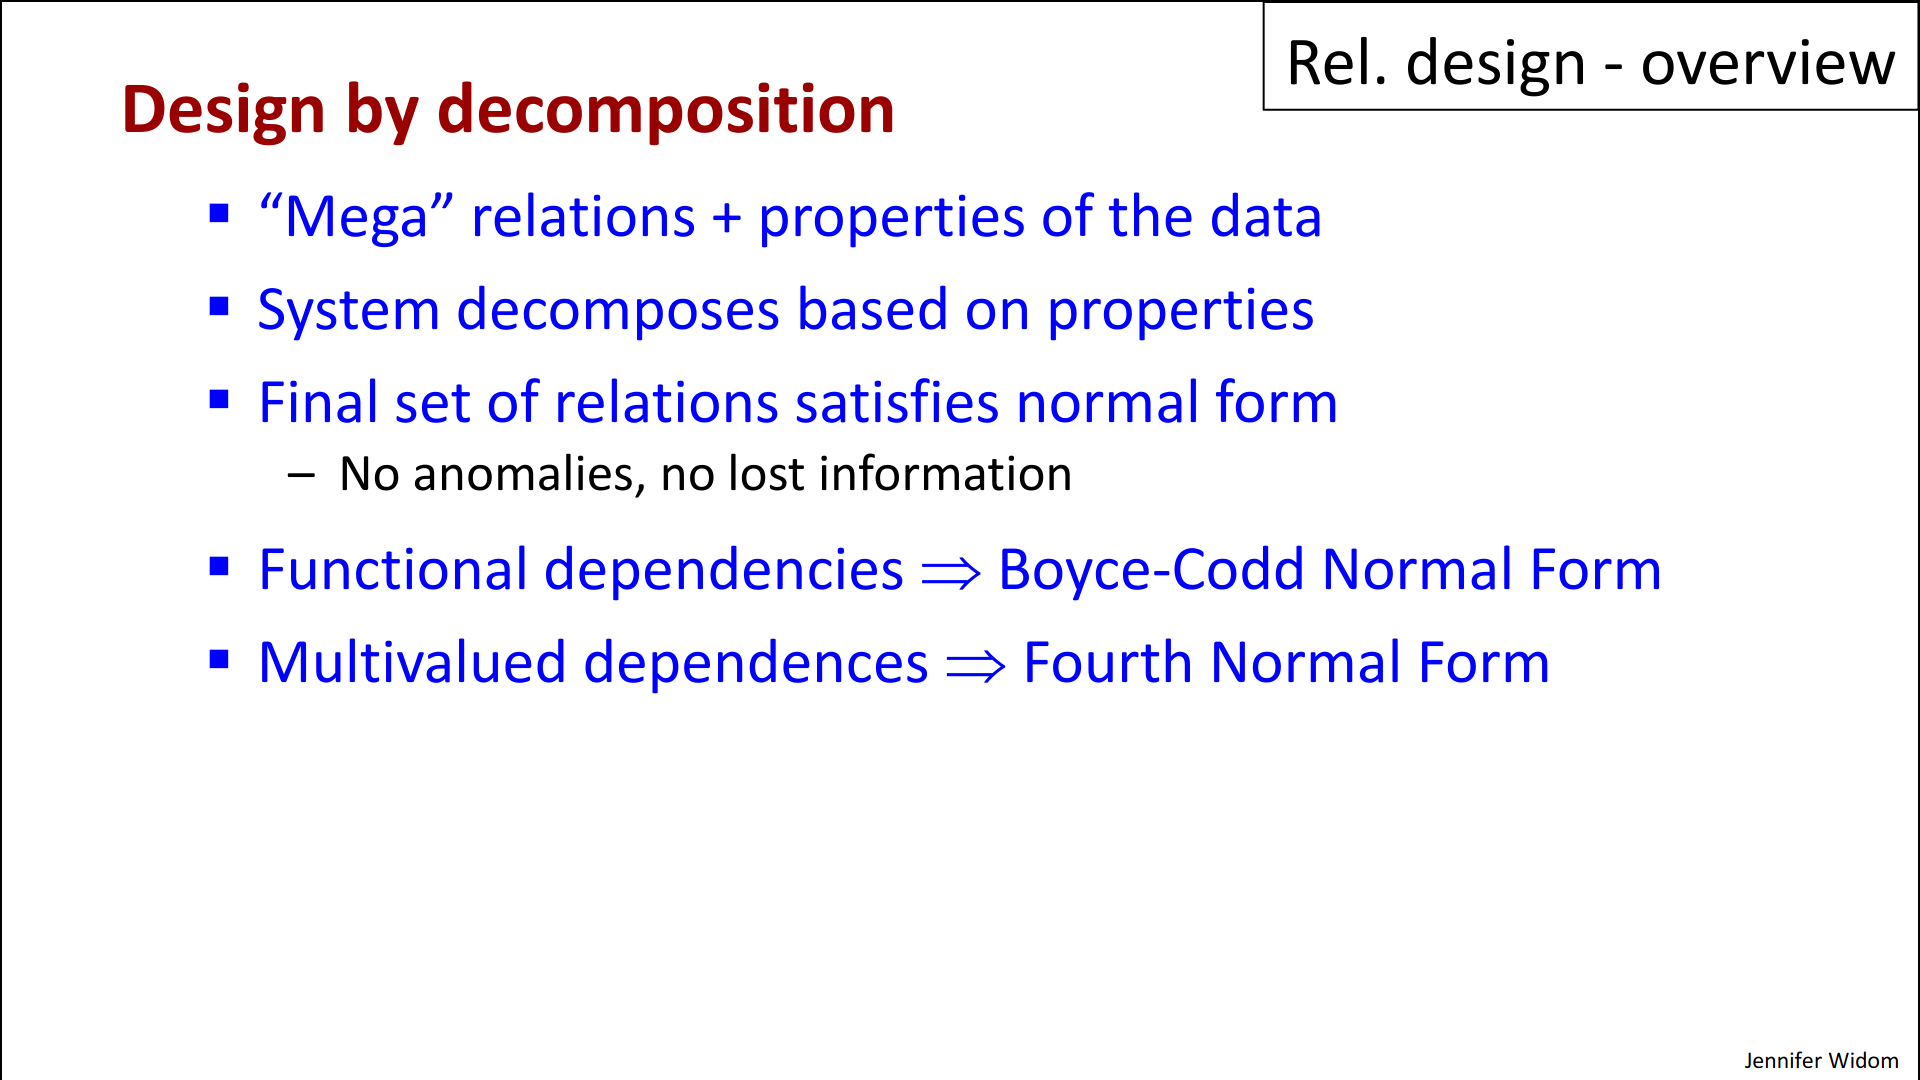 Rel. design - overview
Design by decomposition
▪ “Mega” relations + properties of the data
▪ System decomposes based on properties
▪ Final set of relations satisfies normal form
– No anomalies, no lost information
▪ Functional dependencies ⇒ Boyce-Codd Normal Form
▪ Multivalued dependences ⇒ Fourth Normal Form
Jennifer Widom